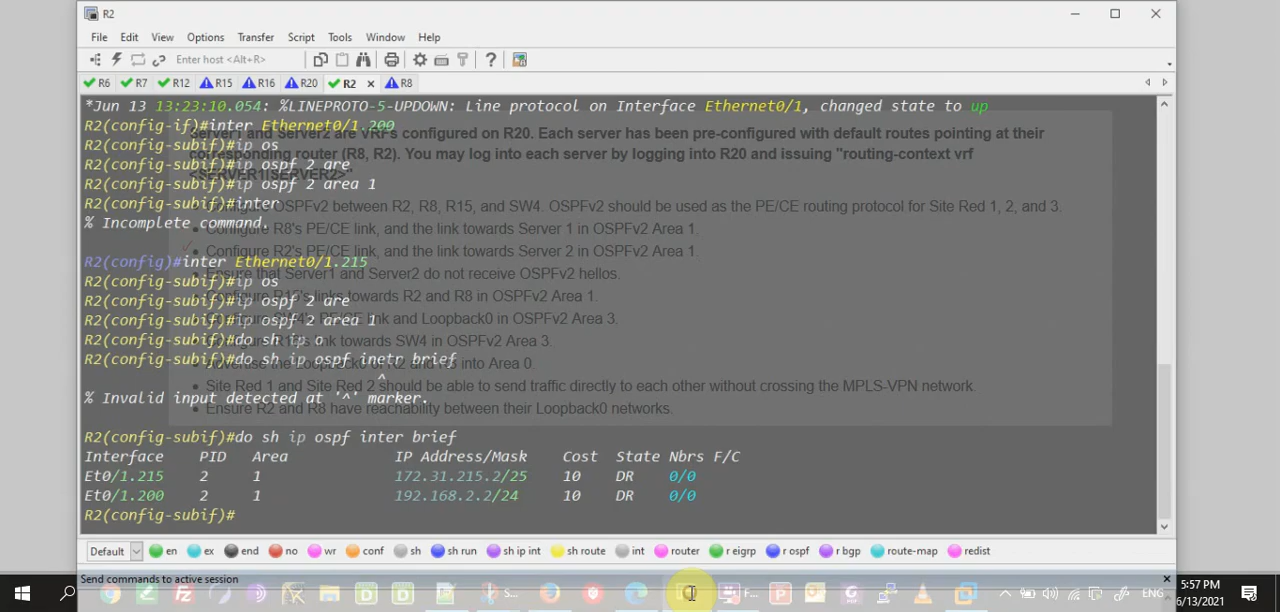 R2
File Edit View Options Transfer Script Tools Window Help
Enter host <Alt+R>
R6 R7 R12 R15 R16 R20 R2 R8
*Jun 13 13:23:10.054: %LINEPROTO-5-UPDOWN: Line protocol on Interface Ethernet0/1, changed state to up
R2(config-if)#inter Ethernet0/1.200
Server1 and Server2 are VRFs configured on R20. Each server has been pre-configured with default routes pointing at their
R2(config-subif)#ip os
corresponding router (R8, R2). You may log into each server by logging into R20 and issuing "routing-context vrf
R2(config-subif)#ip ospf 2 are
<SERVER1|SERVER2>"
R2(config-subif)#ip ospf 2 area 1
R2(config-subif)#inter
Configure OSPFv2 between R2, R8, R15, and SW4. OSPFv2 should be used as the PE/CE routing protocol for Site Red 1, 2, and 3.
% Incomplete command.
Configure R8's PE/CE link, and the link towards Server 1 in OSPFv2 Area 1.
Configure R2's PE/CE link, and the link towards Server 2 in OSPFv2 Area 1.
R2(config)#inter Ethernet0/1.215
Ensure that Server1 and Server2 do not receive OSPFv2 hellos.
R2(config-subif)#ip os
Configure R15's links towards R2 and R8 in OSPFv2 Area 1.
R2(config-subif)#ip ospf 2 are
R2(config-subif)#ip ospf 2 area 1
Configure SW4's PE/CE link and Loopback0 in OSPFv2 Area 3.
R2(config-subif)#do sh ip o
link towards SW4 in OSPFv2 Area 3.
R2(config-subif)#do sh ip ospf inetr brief
Advertise the Loopback0 of R2 and R8 into Area 0.
^
Site Red 1 and Site Red 2 should be able to send traffic directly to each other without crossing the MPLS-VPN network.
% Invalid input detected at '^' marker.
Ensure R2 and R8 have reachability between their Loopback0 networks.
R2(config-subif)#do sh ip ospf inter brief
Interface PID Area IP Address/Mask Cost State Nbrs F/C
Et0/1.215 2 1 172.31.215.2/25 10 DR 0/0
Et0/1.200 2 1 192.168.2.2/24 10 DR 0/0
R2(config-subif)#
Default en ex end no wr conf sh sh run sh ip int sh route int router r eigrp r ospf r bgp route-map redist
Send commands to active session
5:57 PM
ENG
6/13/2021